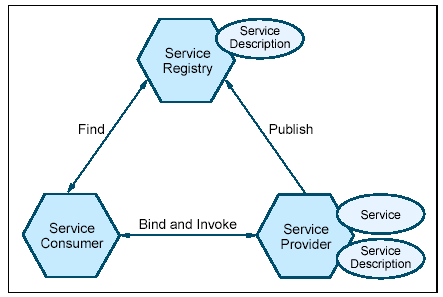 Service
Description
Service
Registry
Find
Publish
Service
Consumer
Bind and Invoke
Service
Provider
Service
Service
Description